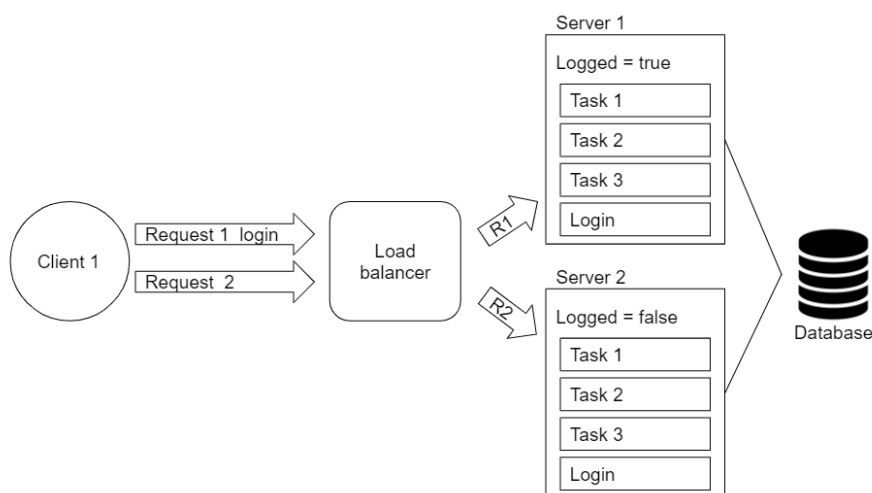 Server 1
Logged = true
Task 1
Task 2
Task 3
Login
Client 1
Request 1 login
Request 2
Load
balancer
R1
R2
Server 2
Logged = false
Task 1
Task 2
Task 3
Login
Database